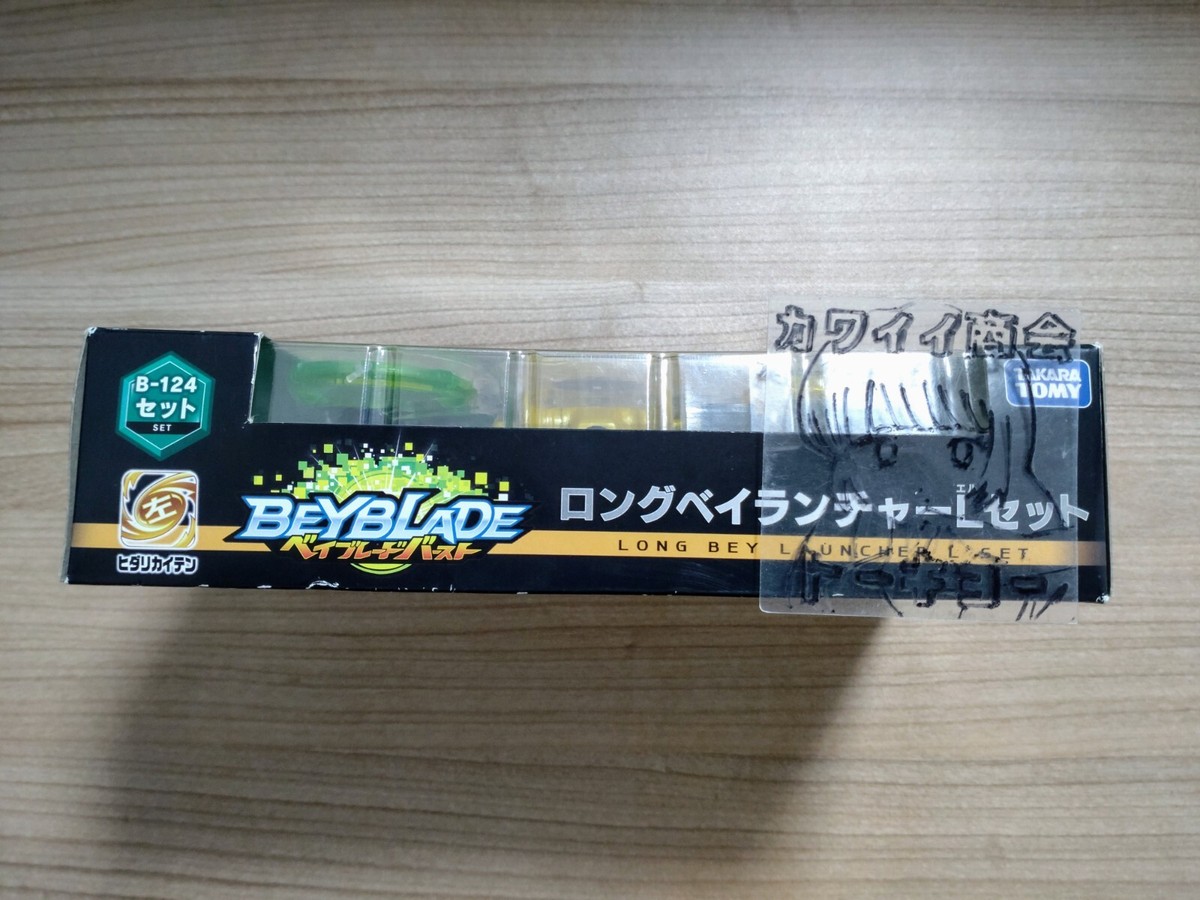 カワイイ商会
B-124
セット
SET
TAKARA
TOMY
左
ヒダリカイテン
BEYBLADE
ベイブレードバースト
エル
ロングベイランチャーLセット
LONG BEY LAUNCHER L SET